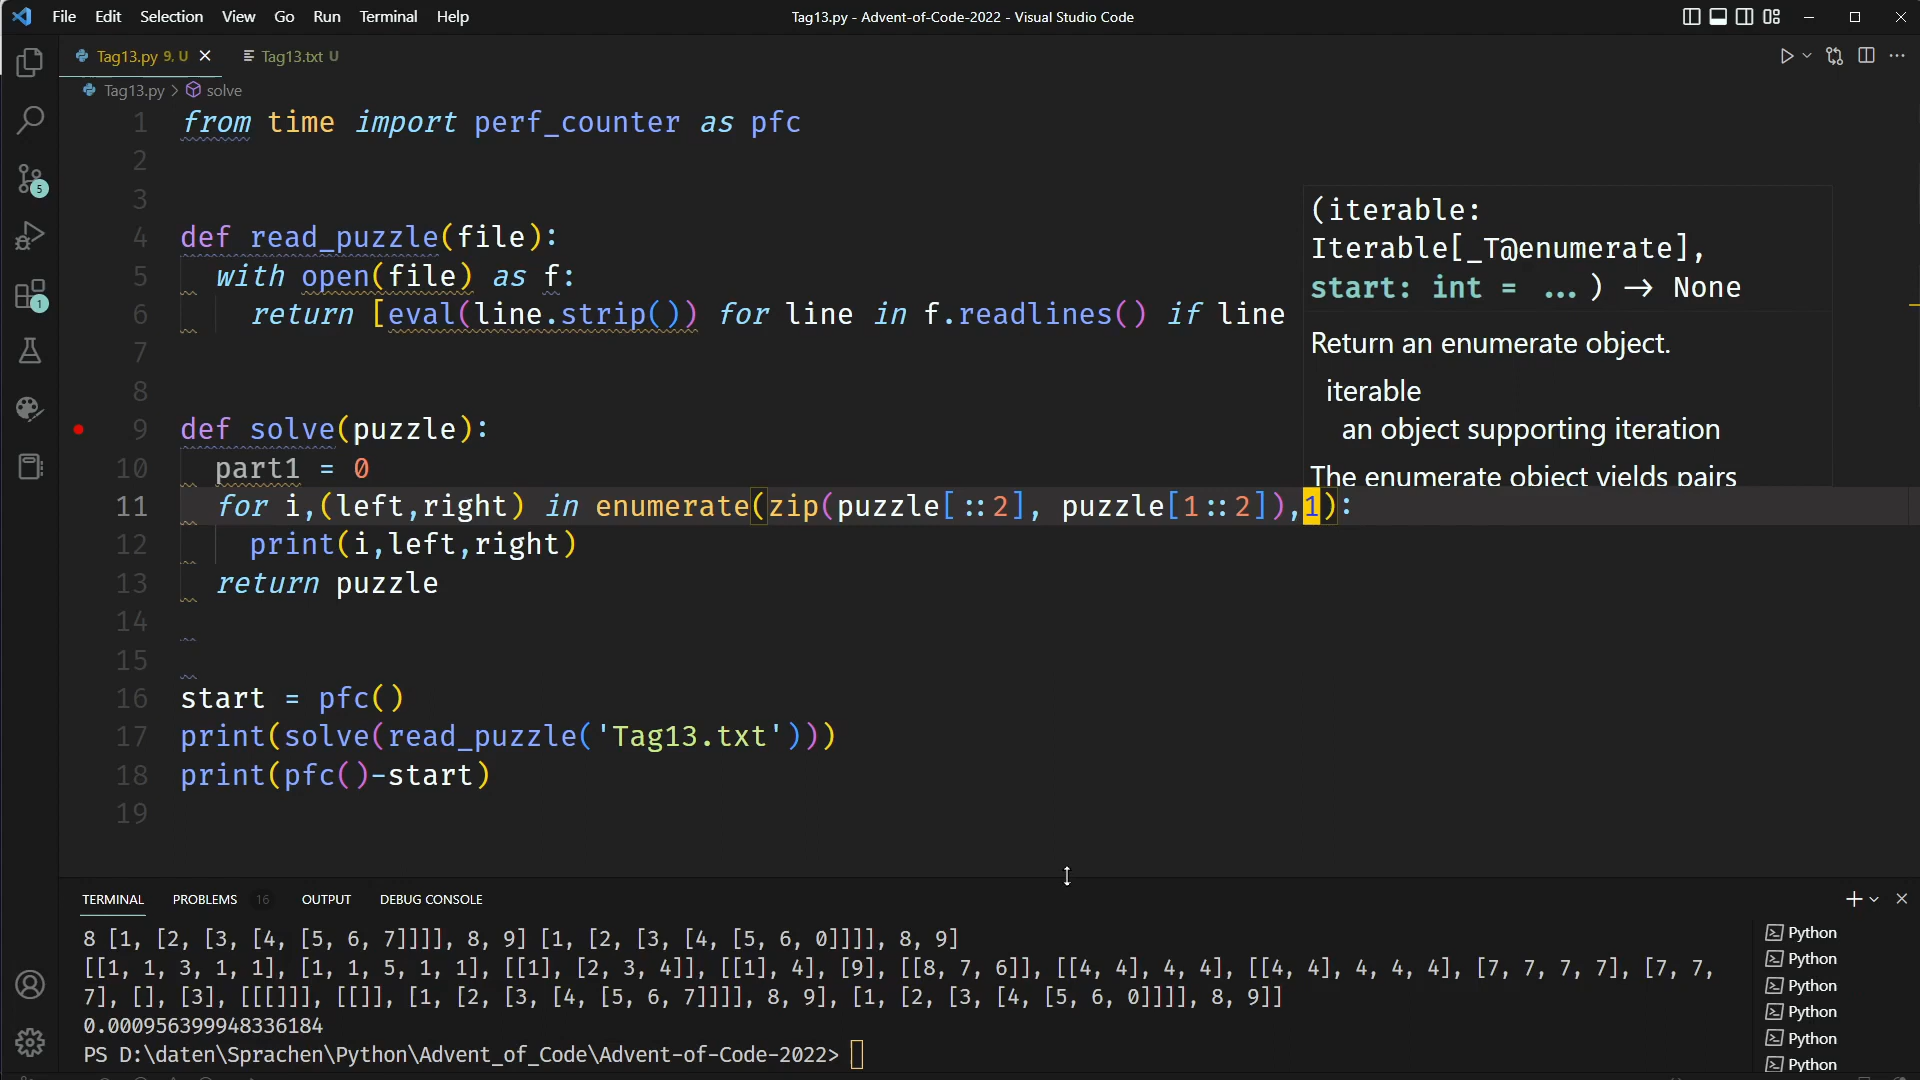 File Edit Selection View Go Run Terminal Help
Tag13.py - Advent-of-Code-2022 - Visual Studio Code
Tag13.py 9, U
Tag13.txt U
Tag13.py > solve
1 from time import perf_counter as pfc
2
3
4 def read_puzzle(file):
5 with open(file) as f:
6 return [eval(line.strip()) for line in f.readlines() if line
7
8
9 def solve(puzzle):
10 part1 = 0
11 for i,(left,right) in enumerate(zip(puzzle[::2], puzzle[1::2]),1):
12 print(i,left,right)
13 return puzzle
14
15
16 start = pfc()
17 print(solve(read_puzzle('Tag13.txt')))
18 print(pfc()-start)
19
(iterable:
Iterable[_T@enumerate],
start: int = ...) -> None
Return an enumerate object.
iterable
an object supporting iteration
The enumerate object yields pairs
5
1
TERMINAL PROBLEMS 16 OUTPUT DEBUG CONSOLE
8 [1, [2, [3, [4, [5, 6, 7]]]], 8, 9] [1, [2, [3, [4, [5, 6, 0]]]], 8, 9]
[[1, 1, 3, 1, 1], [1, 1, 5, 1, 1], [[1], [2, 3, 4]], [[1], 4], [9], [[8, 7, 6]], [[4, 4], 4, 4], [[4, 4], 4, 4, 4], [7, 7, 7, 7], [7, 7,
7], [], [3], [[[]]], [[]], [1, [2, [3, [4, [5, 6, 7]]]], 8, 9], [1, [2, [3, [4, [5, 6, 0]]]], 8, 9]]
0.000956399948336184
PS D:\daten\Sprachen\Python\Advent_of_Code\Advent-of-Code-2022>
Python
Python
Python
Python
Python
Python